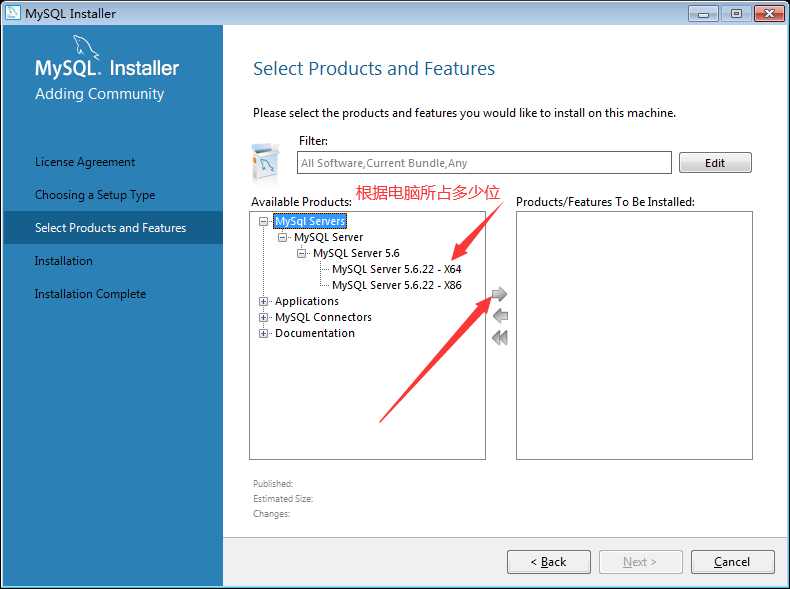 MySQL Installer
MySQL. Installer
Adding Community
License Agreement
Choosing a Setup Type
Select Products and Features
Installation
Installation Complete
Select Products and Features
Please select the products and features you would like to install on this machine.
Filter:
All Software,Current Bundle,Any
Edit
Available Products:
根据电脑所占多少位
Products/Features To Be Installed:
MySql Servers
MySQL Server
MySQL Server 5.6
MySQL Server 5.6.22 - X64
MySQL Server 5.6.22 - X86
Applications
MySQL Connectors
Documentation
Published:
Estimated Size:
Changes:
< Back
Next >
Cancel